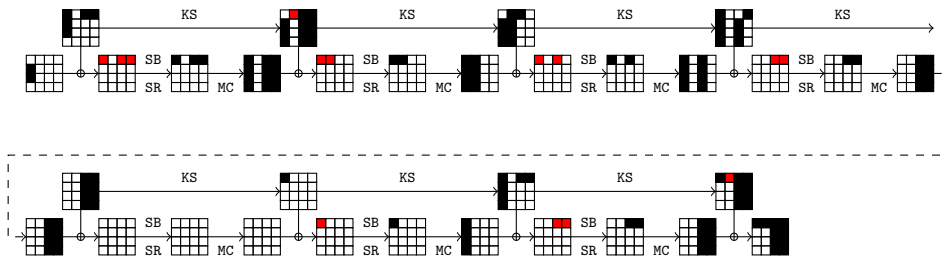 KS KS KS KS
SB SB SB SB
SR MC SR MC SR MC SR MC
KS KS KS
SB SB SB
SR MC SR MC SR MC